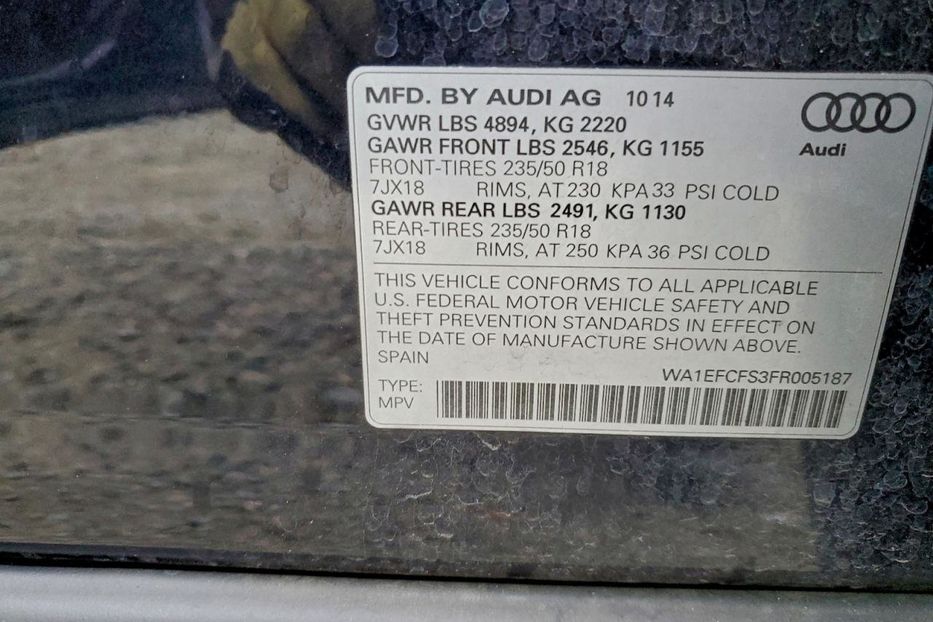 MFD. BY AUDI AG 10 14
GVWR LBS 4894, KG 2220
GAWR FRONT LBS 2546, KG 1155
FRONT-TIRES 235/50 R18
7JX18 RIMS, AT 230 KPA 33 PSI COLD
GAWR REAR LBS 2491, KG 1130
REAR-TIRES 235/50 R18
7JX18 RIMS, AT 250 KPA 36 PSI COLD
Audi
THIS VEHICLE CONFORMS TO ALL APPLICABLE
U.S. FEDERAL MOTOR VEHICLE SAFETY AND
THEFT PREVENTION STANDARDS IN EFFECT ON
THE DATE OF MANUFACTURE SHOWN ABOVE.
SPAIN
WA1EFCFS3FR005187
TYPE:
MPV